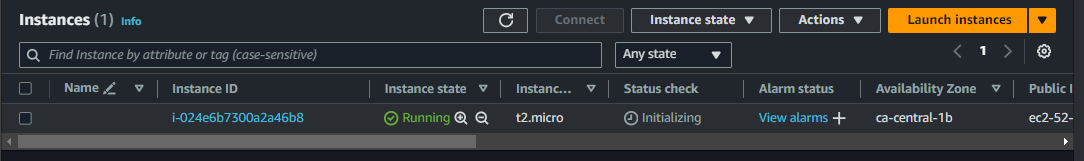 Instances (1) Info Connect Instance state Actions Launch instances
Find Instance by attribute or tag (case-sensitive) Any state 1
Name Instance ID Instance state Instanc... Status check Alarm status Availability Zone Public I
i-024e6b7300a2a46b8 Running t2.micro Initializing View alarms + ca-central-1b ec2-52-